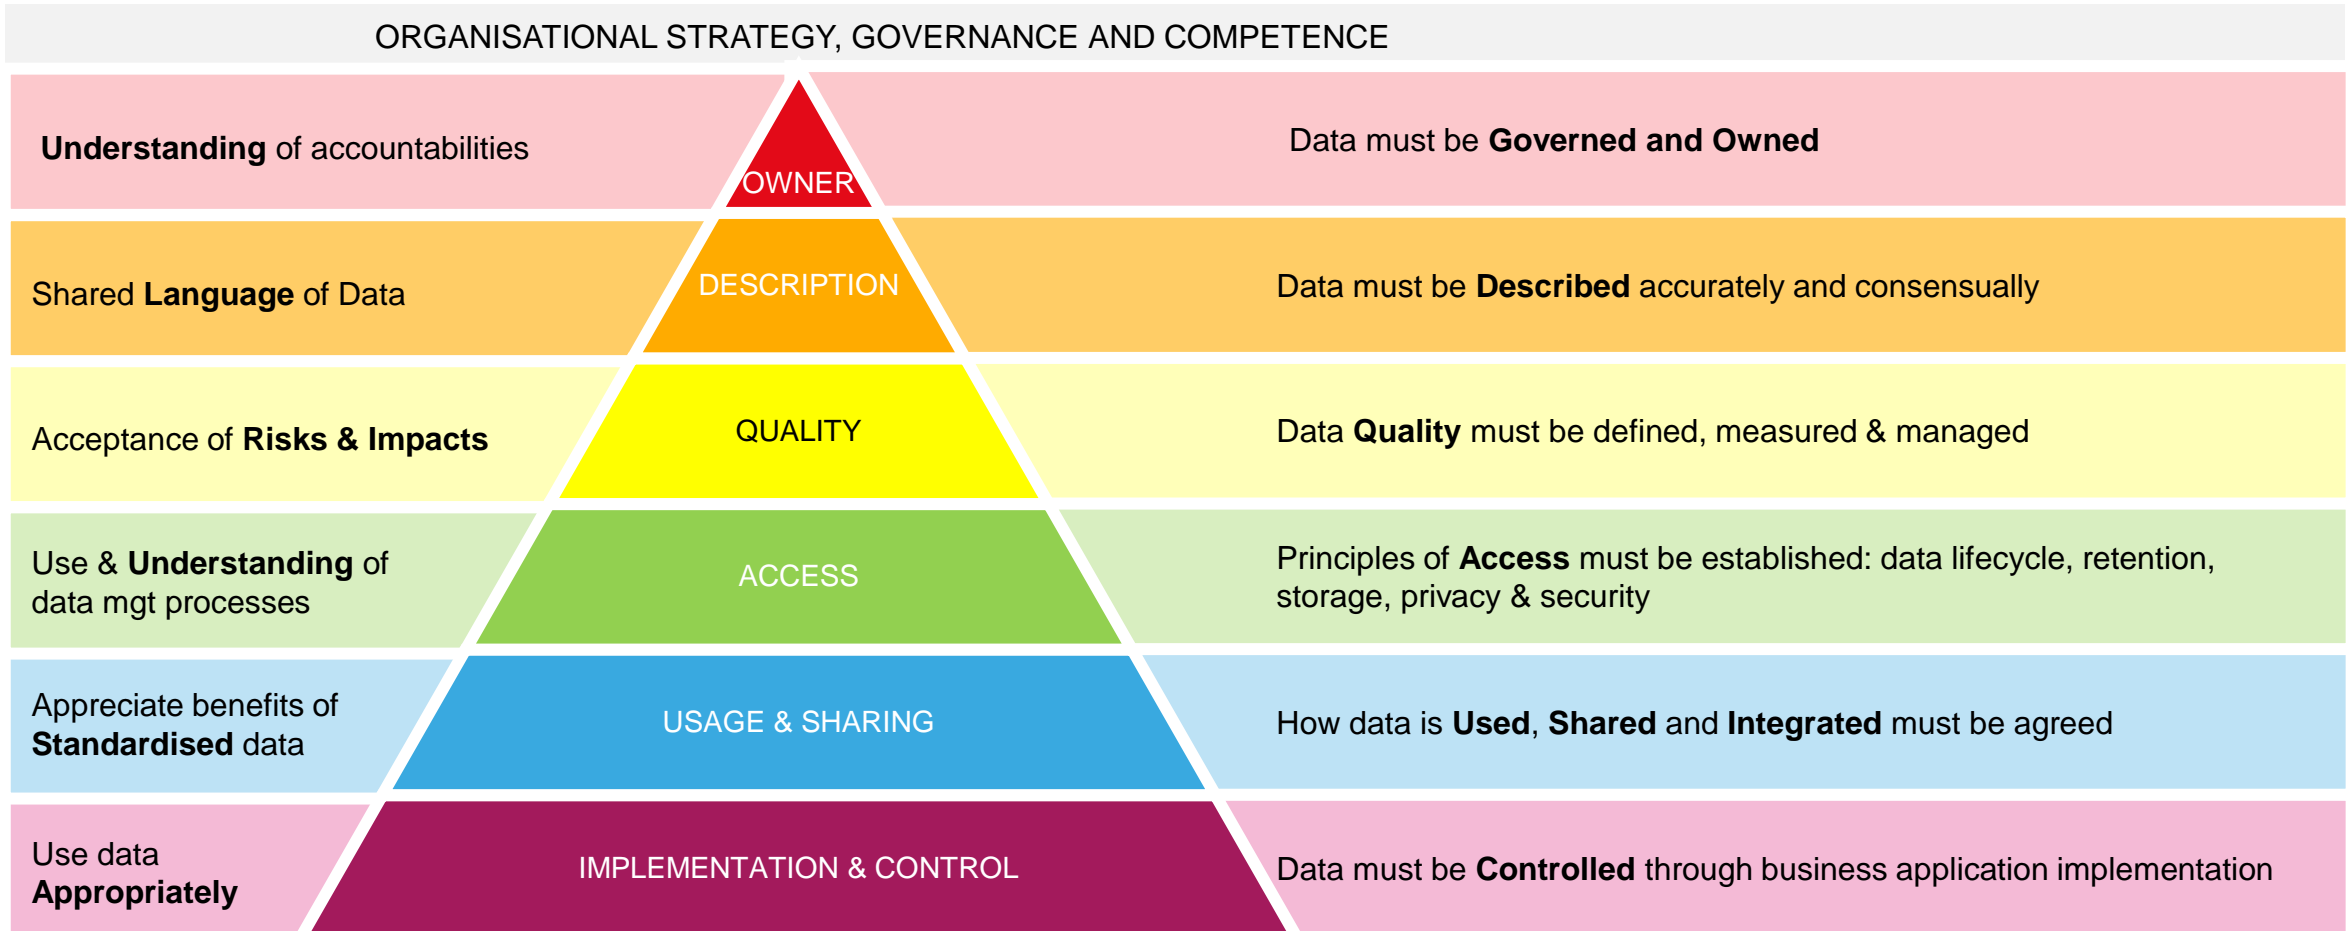 ORGANISATIONAL STRATEGY, GOVERNANCE AND COMPETENCE
Understanding of accountabilities
OWNER
Data must be Governed and Owned
Shared Language of Data
DESCRIPTION
Data must be Described accurately and consensually
Acceptance of Risks & Impacts
QUALITY
Data Quality must be defined, measured & managed
Use & Understanding of
data mgt processes
ACCESS
Principles of Access must be established: data lifecycle, retention,
storage, privacy & security
Appreciate benefits of
Standardised data
USAGE & SHARING
How data is Used, Shared and Integrated must be agreed
Use data
Appropriately
IMPLEMENTATION & CONTROL
Data must be Controlled through business application implementation